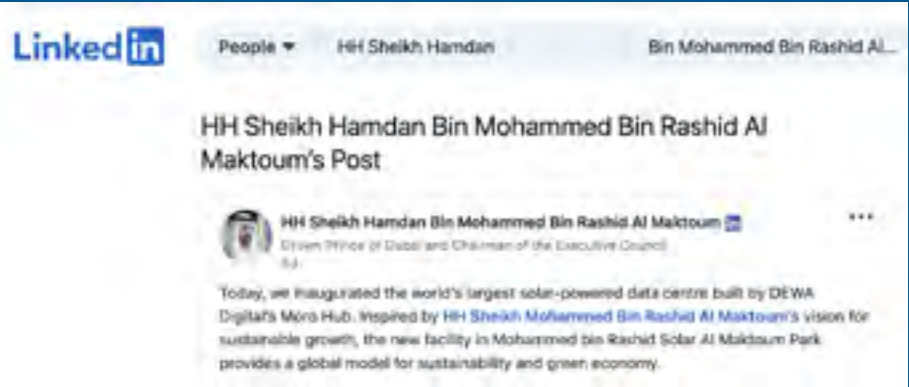 Linked in
People HH Sheikh Hamdan Bin Mohammed Bin Rashid Al...
HH Sheikh Hamdan Bin Mohammed Bin Rashid Al
Maktoum's Post
HH Sheikh Hamdan Bin Mohammed Bin Rashid Al Maktoum in
Crown Prince of Dubai and Chairman of the Executive Council
Today, we inaugurated the world's largest solar-powered data centre built by DEWA
Digital's Moro Hub. Inspired by HH Sheikh Mohammed Bin Rashid Al Maktoum's vision for
sustainable growth, the new facility in Mohammed bin Rashid Solar Al Maktoum Park
provides a global model for sustainability and green economy.